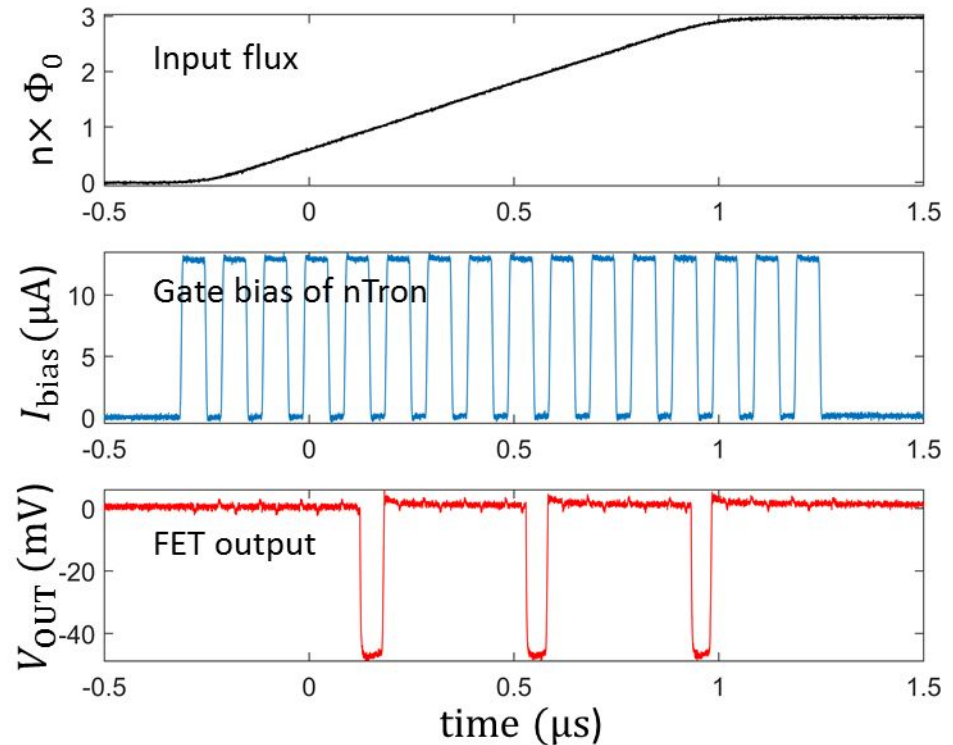 3
Input flux
2
n× Φ₀
1
0
-0.5 0 0.5 1 1.5
10
Gate bias of nTron
I_bias (μA)
5
0
-0.5 0 0.5 1 1.5
0
FET output
V_OUT (mV)
-20
-40
-0.5 0 0.5 1 1.5
time (μs)